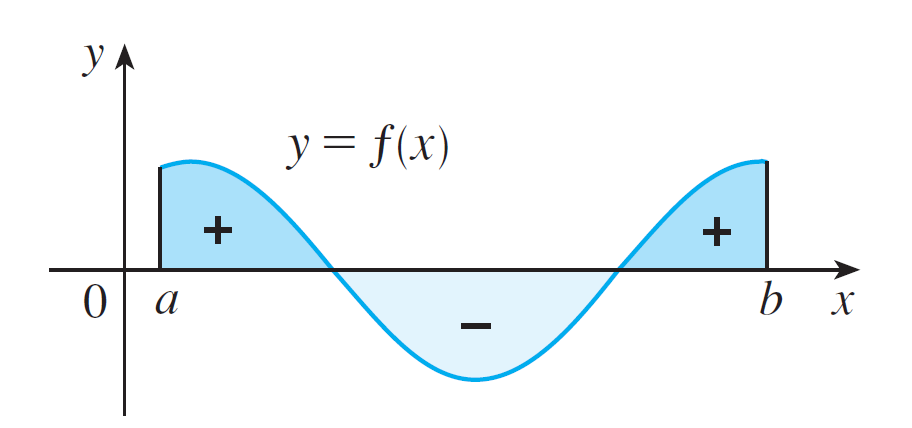 y
y = f(x)
+ +
0 a b x
−